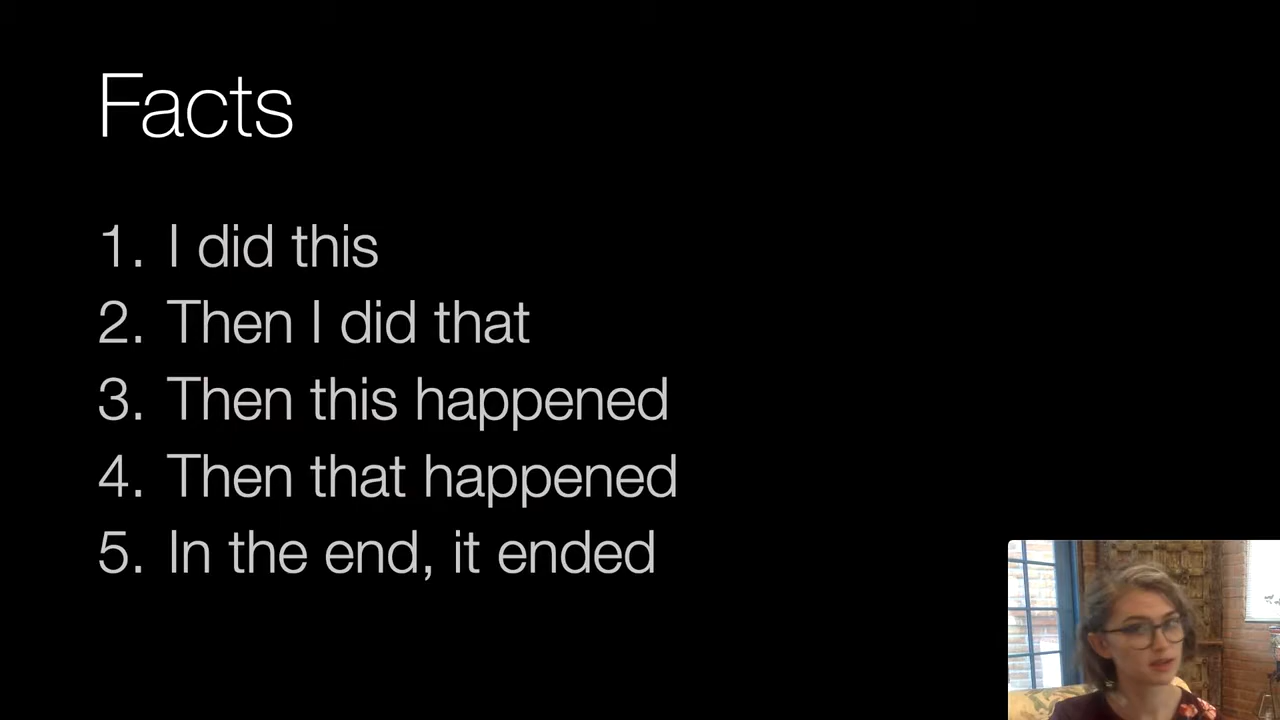 Facts
1. I did this
2. Then I did that
3. Then this happened
4. Then that happened
5. In the end, it ended